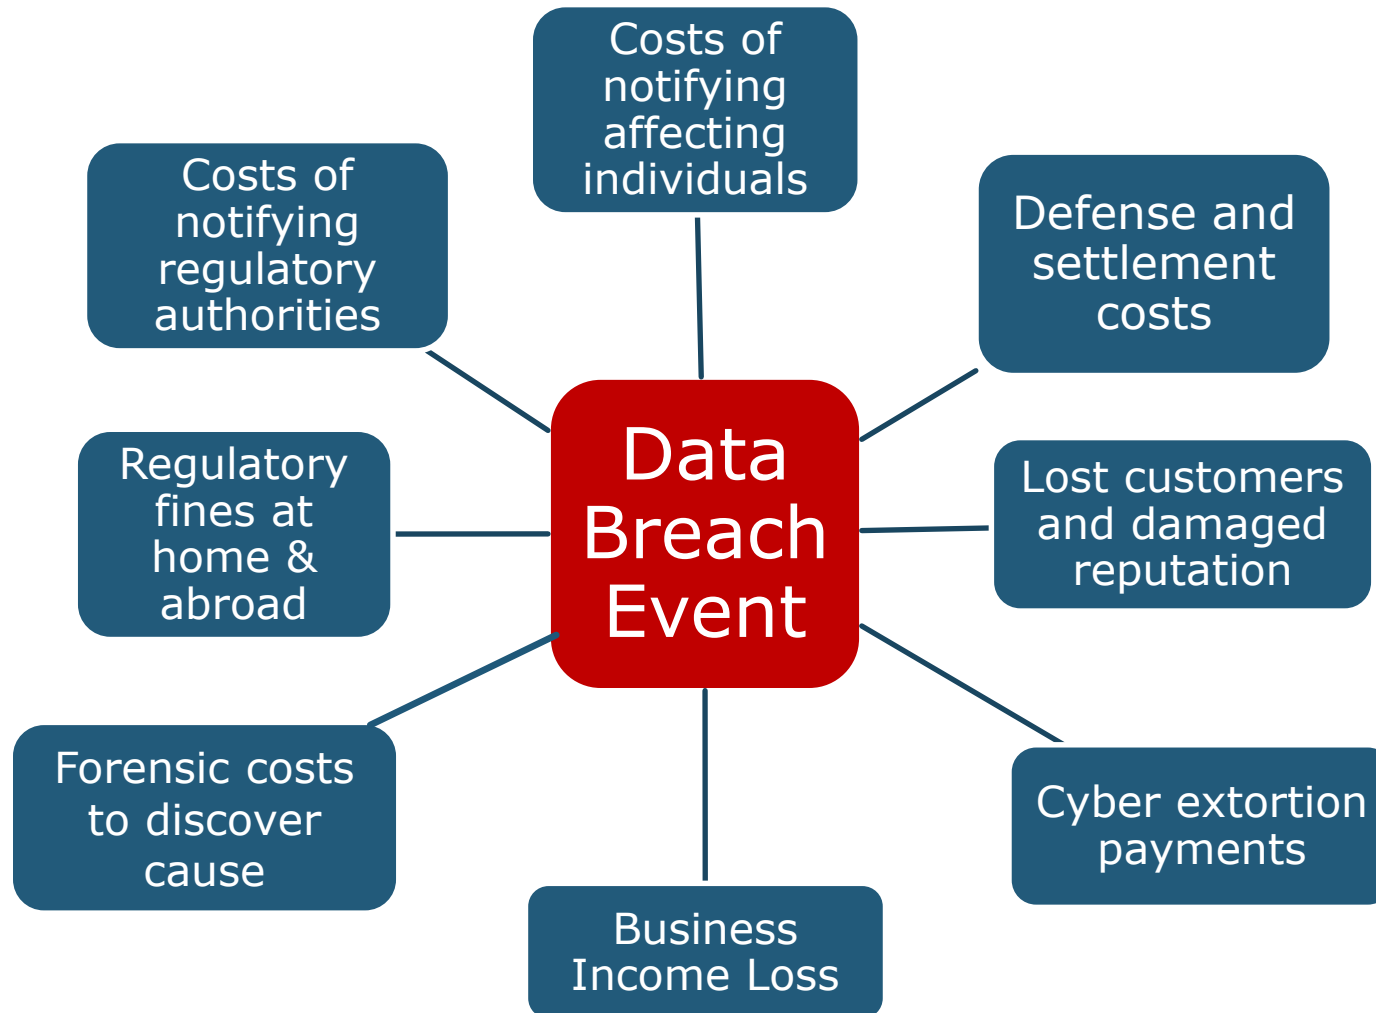 Costs of
notifying
affecting
individuals
Costs of
notifying
regulatory
authorities
Defense and
settlement
costs
Data
Breach
Event
Regulatory
fines at
home &
abroad
Lost customers
and damaged
reputation
Forensic costs
to discover
cause
Cyber extortion
payments
Business
Income Loss